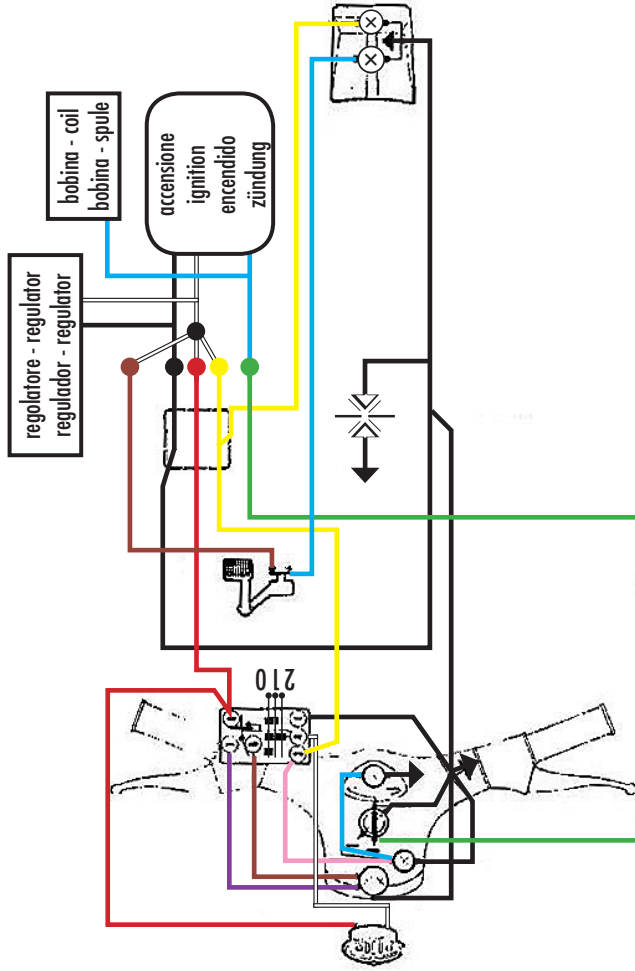 bobina - coil
bobina - spule
accensione
ignition
encendido
zündung
regolatore - regulator
regulador - regulator
210